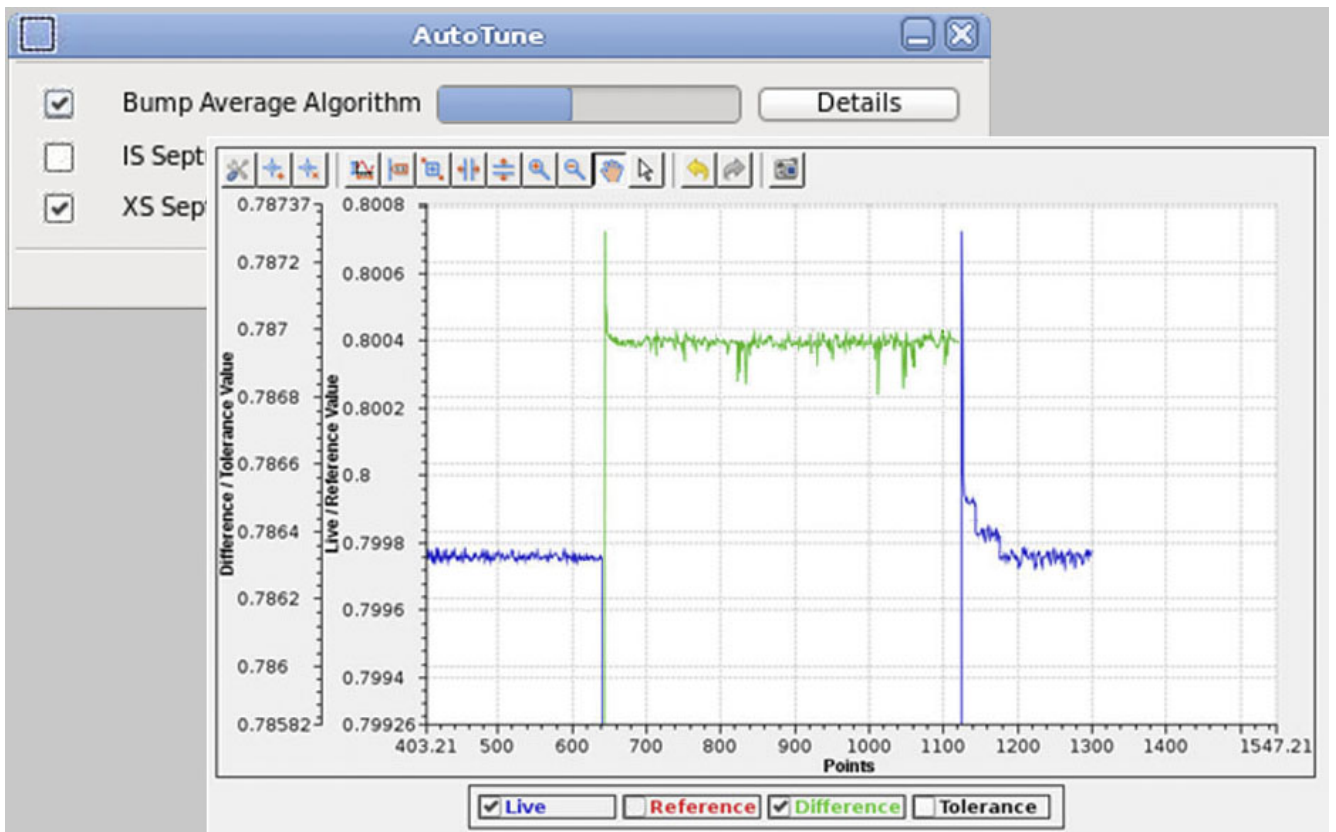 AutoTune
Bump Average Algorithm Details
IS Sept
XS Sep
0.78737 0.8008
0.7872 0.8006
0.787 0.8004
0.7868 0.8002
0.7866 0.8
0.7864 0.7998
0.7862 0.7996
0.786 0.7994
0.78582 0.79926
Difference / Tolerance Value
Live / Reference Value
403.21 500 600 700 800 900 1000 1100 1200 1300 1400 1547.21
Points
Live Reference Difference Tolerance